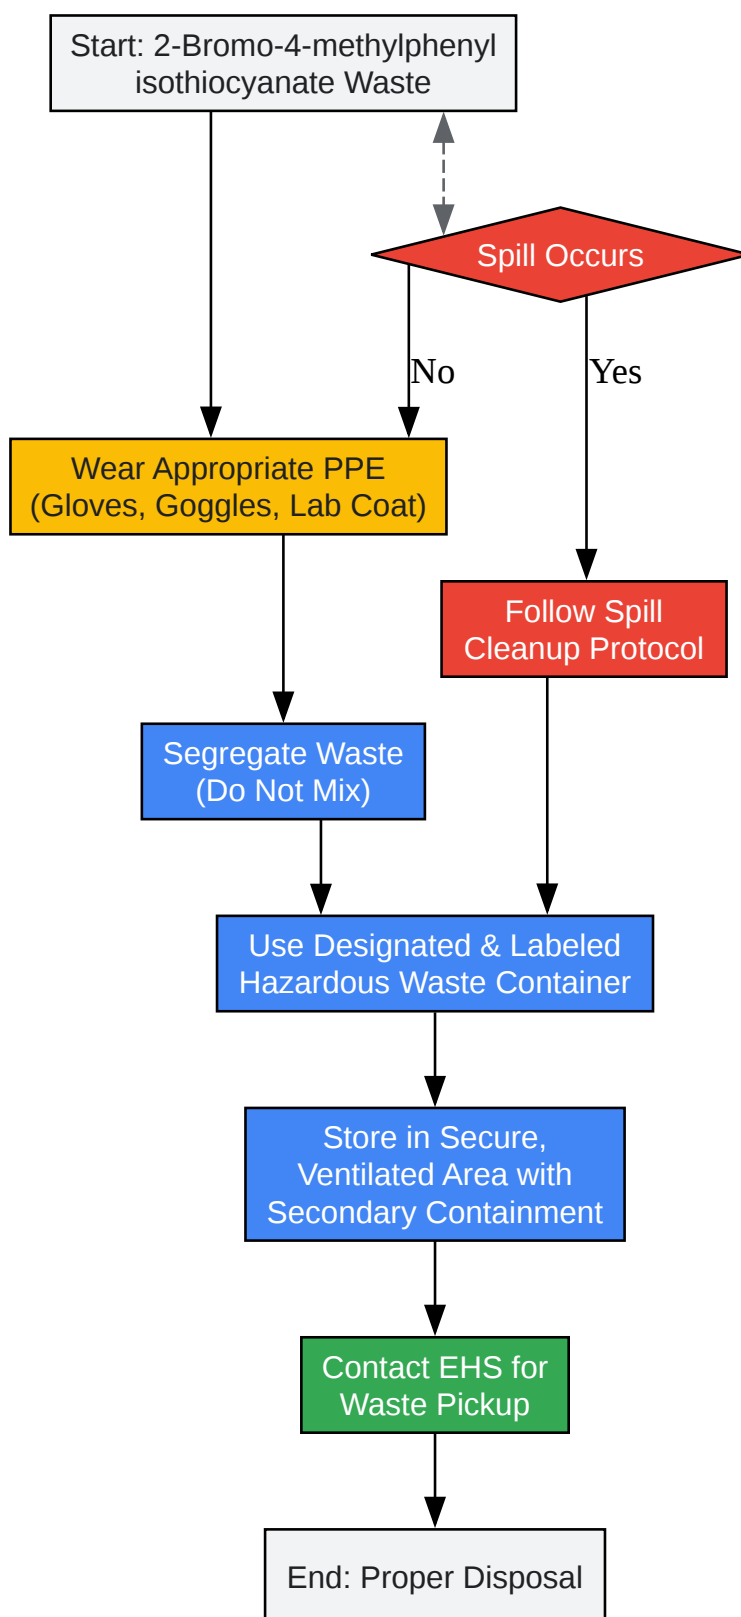 Start: 2-Bromo-4-methylphenyl
isothiocyanate Waste
Spill Occurs
No
Yes
Wear Appropriate PPE
(Gloves, Goggles, Lab Coat)
Follow Spill
Cleanup Protocol
Segregate Waste
(Do Not Mix)
Use Designated & Labeled
Hazardous Waste Container
Store in Secure,
Ventilated Area with
Secondary Containment
Contact EHS for
Waste Pickup
End: Proper Disposal